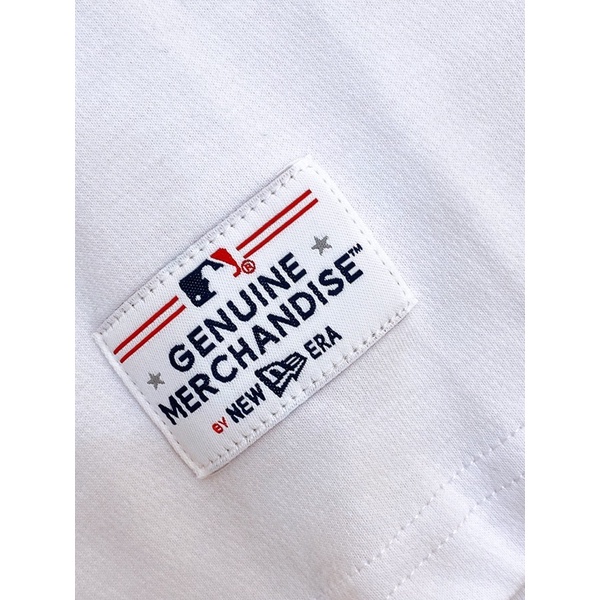 ®
GENUINE
MERCHANDISE™
BY NEW ERA